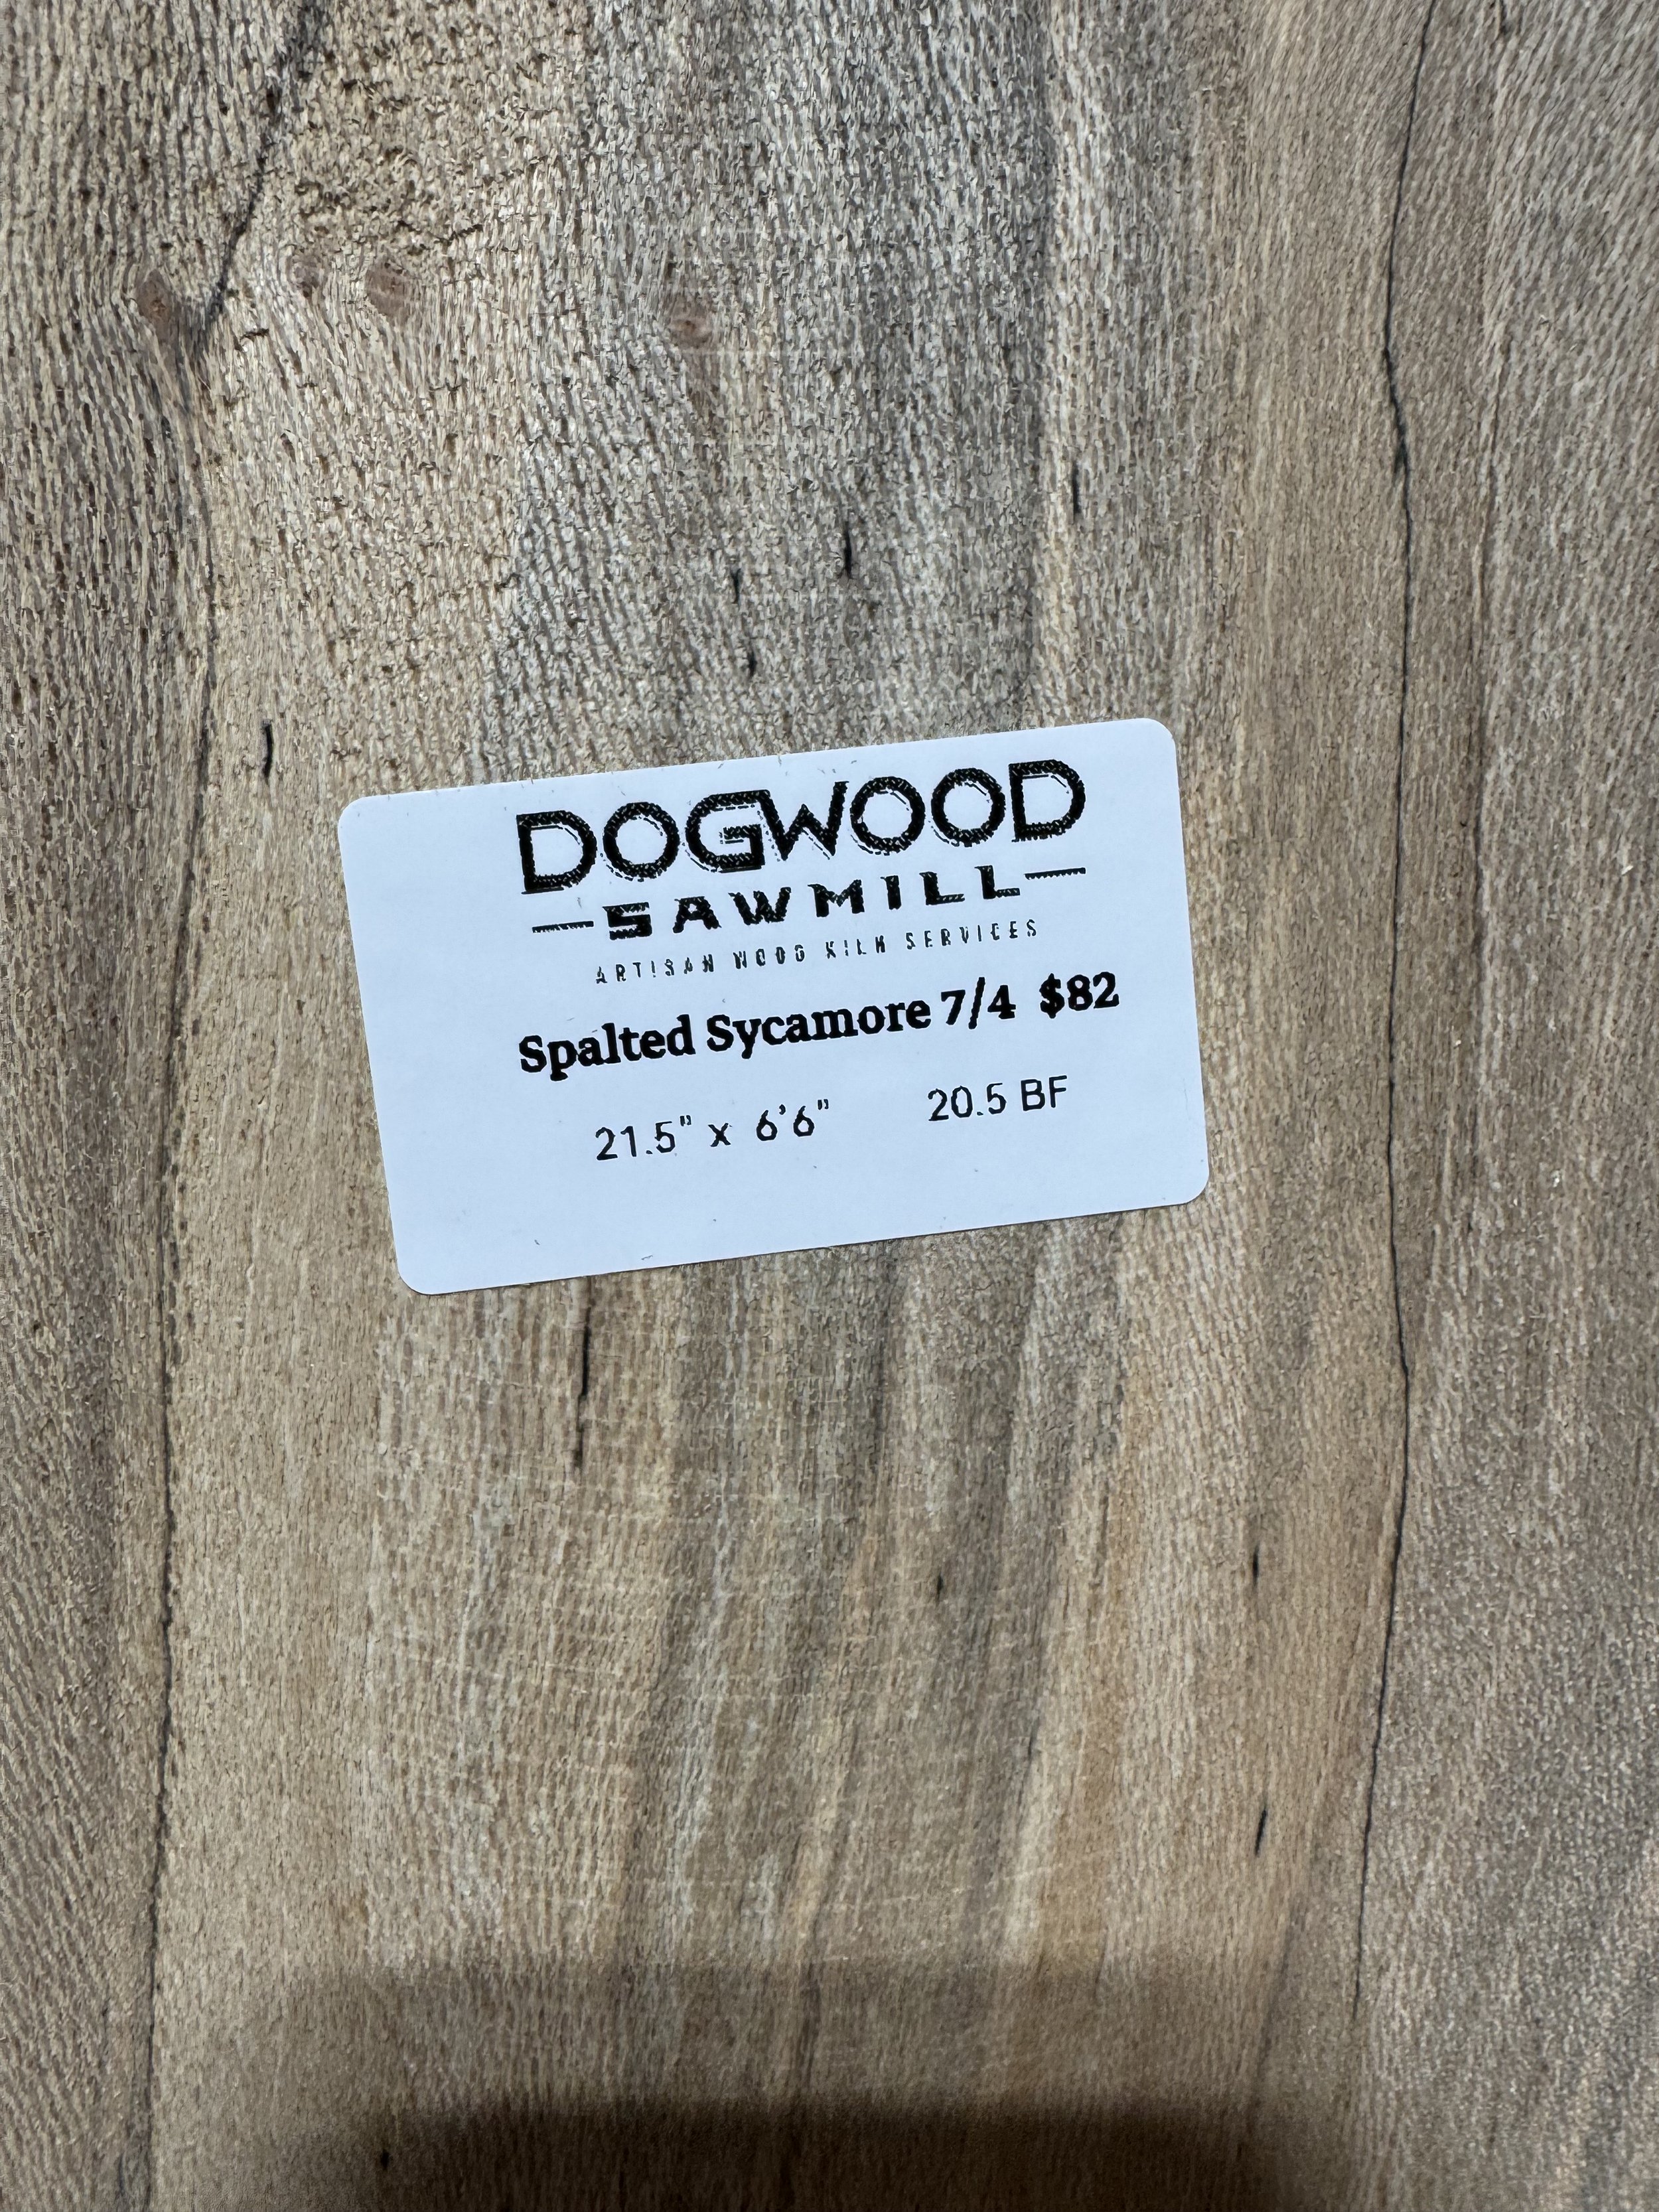 DOGWOOD
SAWMILL
ARTISAN WOOD KILN SERVICES
Spalted Sycamore 7/4 $82
21.5" x 6'6" 20.5 BF